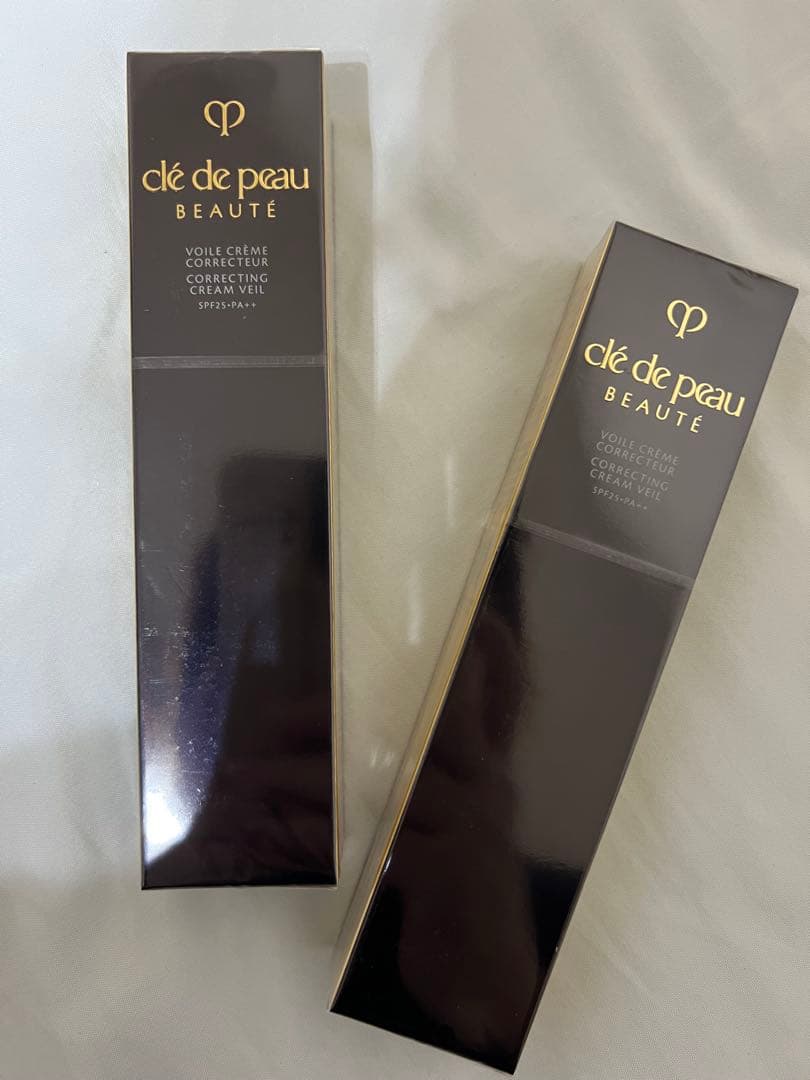 clé de peau
BEAUTÉ
VOILE CRÈME
CORRECTEUR
CORRECTING
CREAM VEIL
SPF25•PA++
clé de peau
BEAUTÉ
VOILE CRÈME
CORRECTEUR
CORRECTING
CREAM VEIL
SPF25•PA++